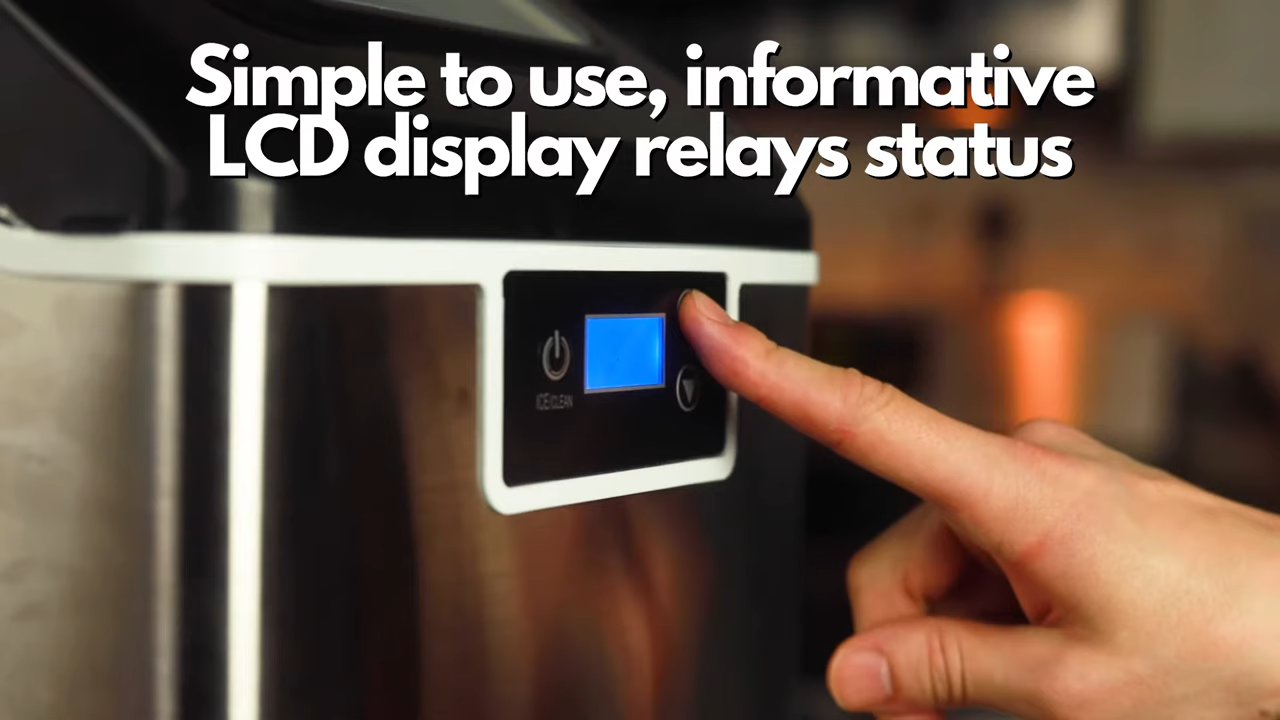 Simple to use, informative
LCD display relays status
ICE/CLEAN